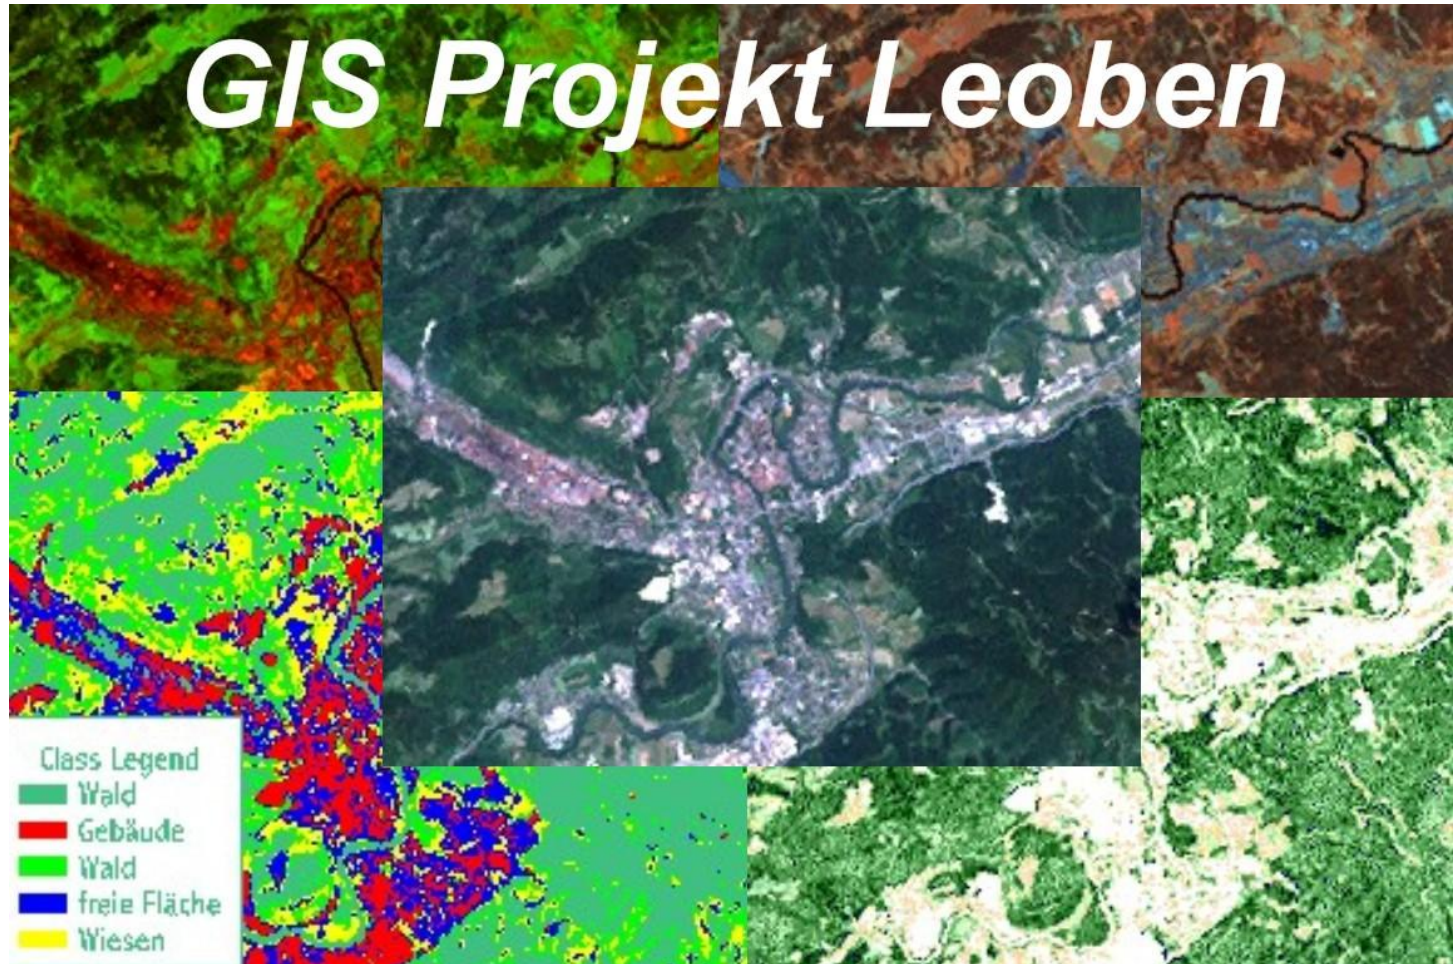 GIS Projekt Leoben
Class Legend
Wald
Gebäude
Wald
freie Fläche
Wiesen